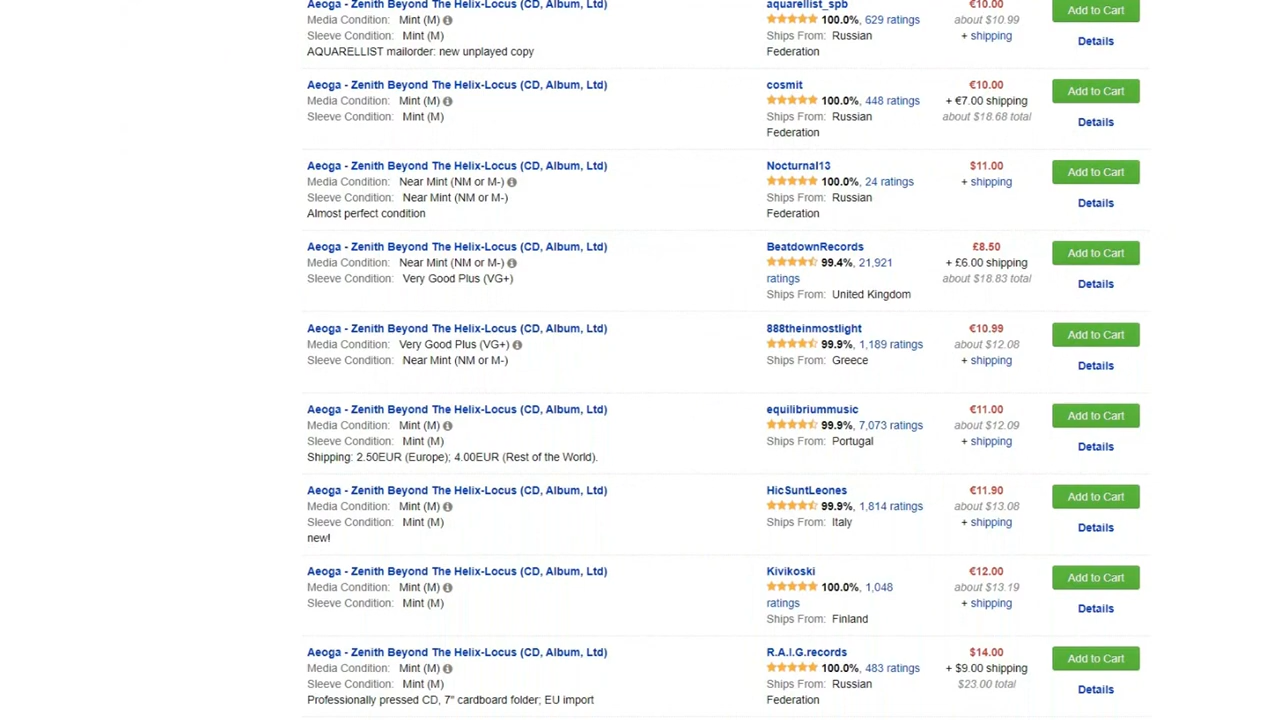 Aeoga - Zenith Beyond The Helix-Locus (CD, Album, Ltd) aquarellist_spb €10.00 Add to Cart
Media Condition: Mint (M) 100.0%, 629 ratings about $10.99
Sleeve Condition: Mint (M) Ships From: Russian + shipping Details
AQUARELLIST mailorder: new unplayed copy Federation
Aeoga - Zenith Beyond The Helix-Locus (CD, Album, Ltd) cosmit €10.00 Add to Cart
Media Condition: Mint (M) 100.0%, 448 ratings + €7.00 shipping
Sleeve Condition: Mint (M) Ships From: Russian about $18.68 total Details
Federation
Aeoga - Zenith Beyond The Helix-Locus (CD, Album, Ltd) Nocturnal13 $11.00 Add to Cart
Media Condition: Near Mint (NM or M-) 100.0%, 24 ratings + shipping
Sleeve Condition: Near Mint (NM or M-) Ships From: Russian Details
Almost perfect condition Federation
Aeoga - Zenith Beyond The Helix-Locus (CD, Album, Ltd) BeatdownRecords £8.50 Add to Cart
Media Condition: Near Mint (NM or M-) 99.4%, 21,921 + £6.00 shipping
Sleeve Condition: Very Good Plus (VG+) ratings about $18.83 total Details
Ships From: United Kingdom
Aeoga - Zenith Beyond The Helix-Locus (CD, Album, Ltd) 888theinmostlight €10.99 Add to Cart
Media Condition: Very Good Plus (VG+) 99.9%, 1,189 ratings about $12.08
Sleeve Condition: Near Mint (NM or M-) Ships From: Greece + shipping Details
Aeoga - Zenith Beyond The Helix-Locus (CD, Album, Ltd) equilibriummusic €11.00 Add to Cart
Media Condition: Mint (M) 99.9%, 7,073 ratings about $12.09
Sleeve Condition: Mint (M) Ships From: Portugal + shipping Details
Shipping: 2.50EUR (Europe); 4.00EUR (Rest of the World).
Aeoga - Zenith Beyond The Helix-Locus (CD, Album, Ltd) HicSuntLeones €11.90 Add to Cart
Media Condition: Mint (M) 99.9%, 1,814 ratings about $13.08
Sleeve Condition: Mint (M) Ships From: Italy + shipping Details
new!
Aeoga - Zenith Beyond The Helix-Locus (CD, Album, Ltd) Kivikoski €12.00 Add to Cart
Media Condition: Mint (M) 100.0%, 1,048 about $13.19
Sleeve Condition: Mint (M) ratings + shipping Details
Ships From: Finland
Aeoga - Zenith Beyond The Helix-Locus (CD, Album, Ltd) R.A.I.G.records $14.00 Add to Cart
Media Condition: Mint (M) 100.0%, 483 ratings + $9.00 shipping
Sleeve Condition: Mint (M) Ships From: Russian $23.00 total Details
Professionally pressed CD, 7" cardboard folder; EU import Federation